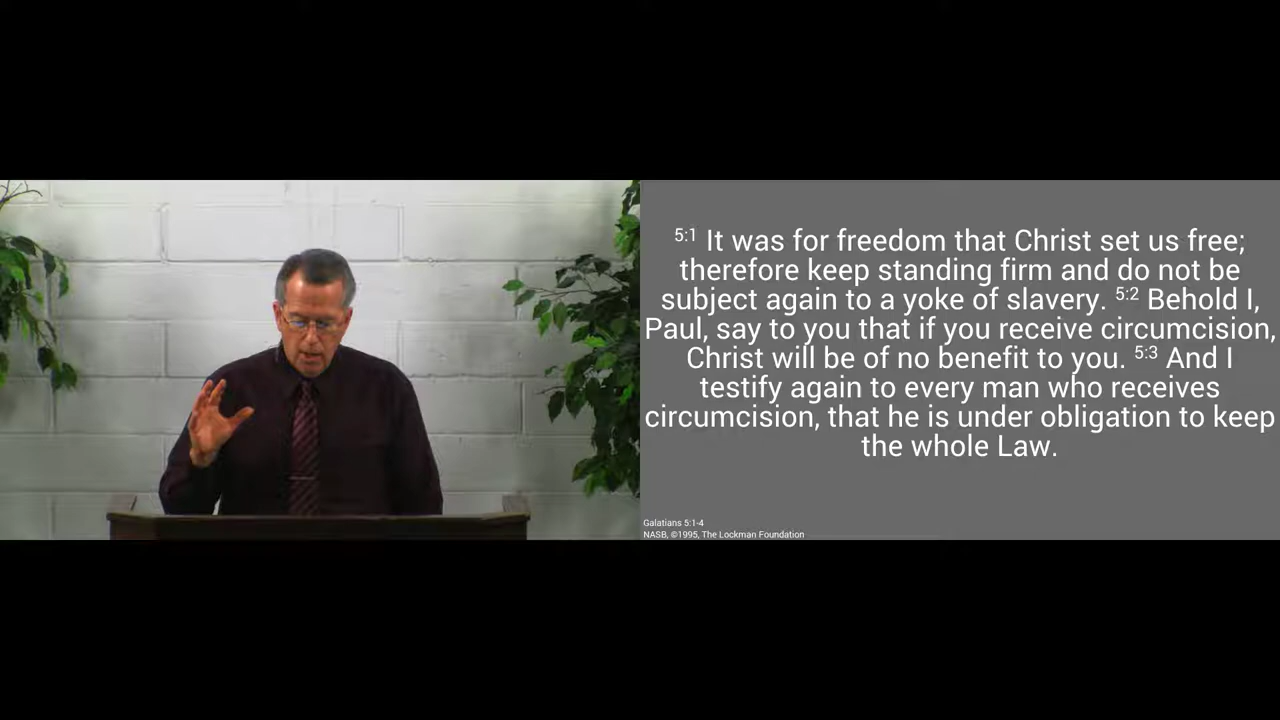 5:1 It was for freedom that Christ set us free;
therefore keep standing firm and do not be
subject again to a yoke of slavery. 5:2 Behold I,
Paul, say to you that if you receive circumcision,
Christ will be of no benefit to you. 5:3 And I
testify again to every man who receives
circumcision, that he is under obligation to keep
the whole Law.
Galatians 5:1-4
NASB, ©1995, The Lockman Foundation